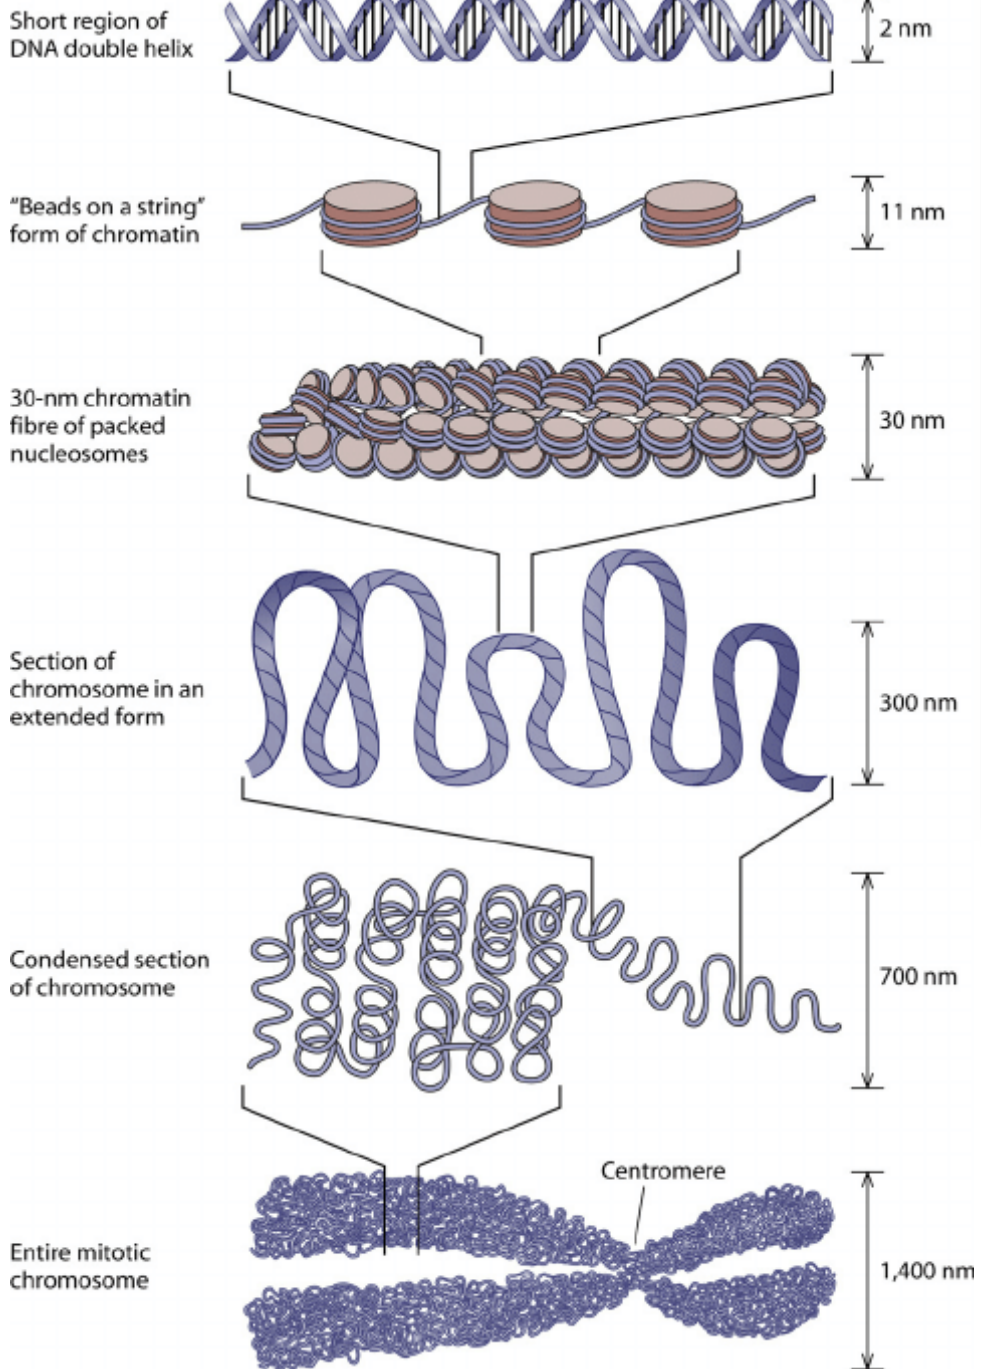 Short region of
DNA double helix
2 nm
"Beads on a string"
form of chromatin
11 nm
30-nm chromatin
fibre of packed
nucleosomes
30 nm
Section of
chromosome in an
extended form
300 nm
Condensed section
of chromosome
700 nm
Centromere
Entire mitotic
chromosome
1,400 nm